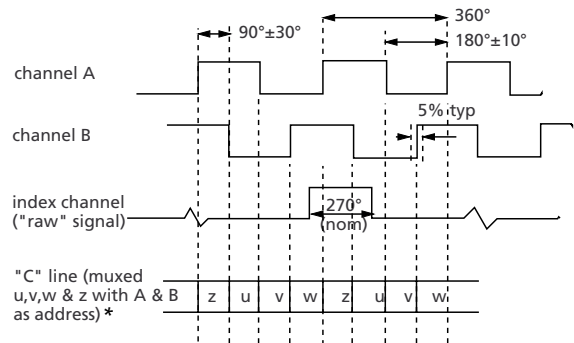 360°
90°±30°
180°±10°
channel A
5% typ
channel B
index channel
("raw" signal)
270°
(nom)
"C" line (muxed
u,v,w & z with A & B
as address) *
z u v w z u v w